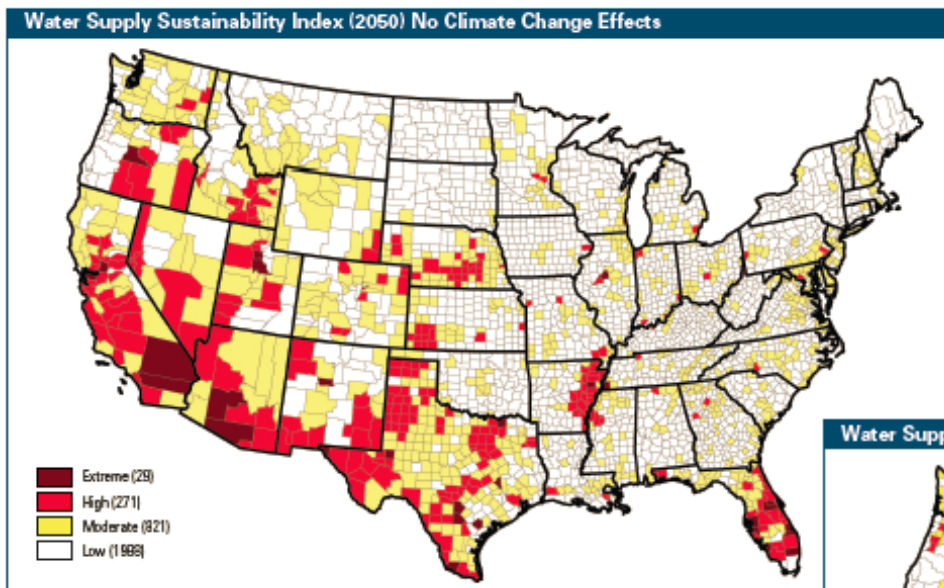 Water Supply Sustainability Index (2050) No Climate Change Effects
Extreme (29)
High (271)
Moderate (821)
Low (1988)
Water Supp